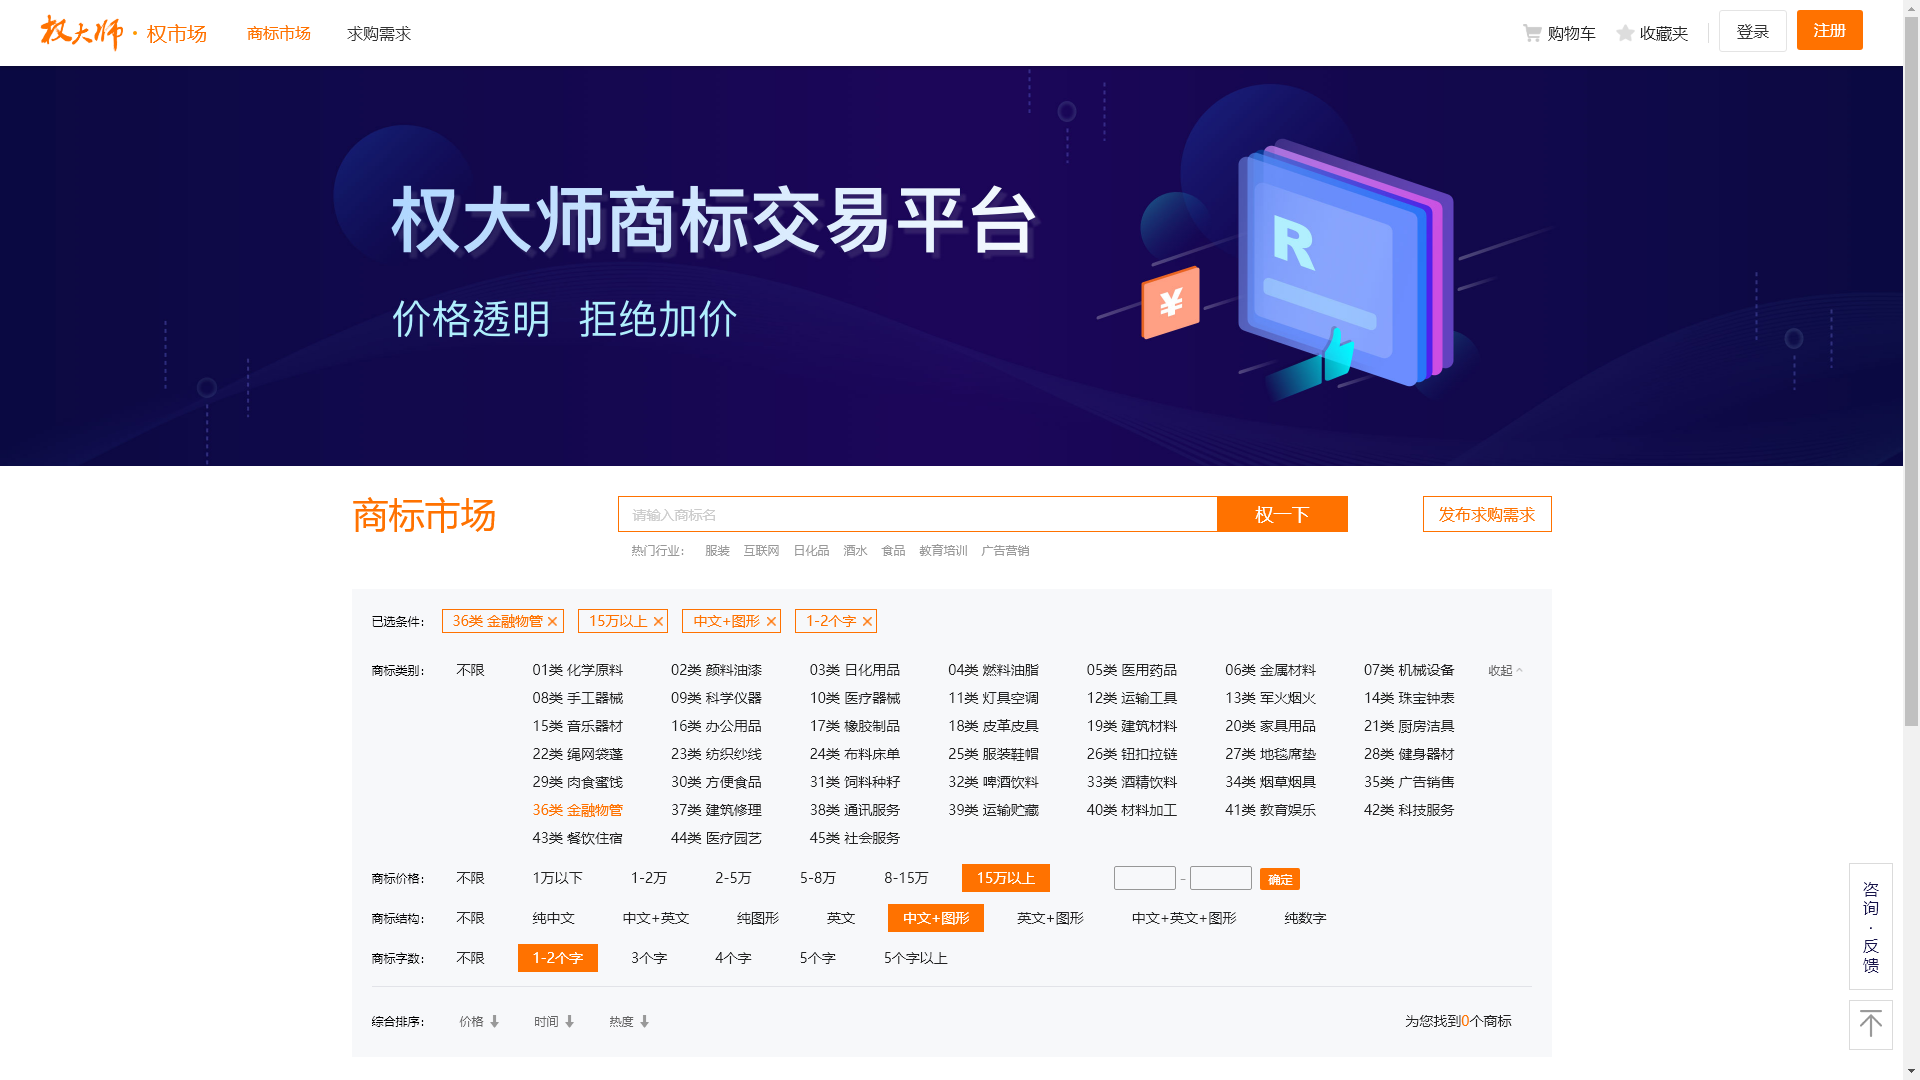 权大师·权市场 商标市场 求购需求 购物车 收藏夹 登录 注册
权大师商标交易平台
价格透明 拒绝加价
R
¥
商标市场 请输入商标名 权一下 发布求购需求
热门行业： 服装 互联网 日化品 酒水 食品 教育培训 广告营销
已选条件： 36类 金融物管 15万以上 中文+图形 1-2个字
商标类别： 不限 01类 化学原料 02类 颜料油漆 03类 日化用品 04类 燃料油脂 05类 医用药品 06类 金属材料 07类 机械设备 收起
08类 手工器械 09类 科学仪器 10类 医疗器械 11类 灯具空调 12类 运输工具 13类 军火烟火 14类 珠宝钟表
15类 音乐器材 16类 办公用品 17类 橡胶制品 18类 皮革皮具 19类 建筑材料 20类 家具用品 21类 厨房洁具
22类 绳网袋蓬 23类 纺织纱线 24类 布料床单 25类 服装鞋帽 26类 钮扣拉链 27类 地毯席垫 28类 健身器材
29类 肉食蜜饯 30类 方便食品 31类 饲料种籽 32类 啤酒饮料 33类 酒精饮料 34类 烟草烟具 35类 广告销售
36类 金融物管 37类 建筑修理 38类 通讯服务 39类 运输贮藏 40类 材料加工 41类 教育娱乐 42类 科技服务
43类 餐饮住宿 44类 医疗园艺 45类 社会服务
商标价格： 不限 1万以下 1-2万 2-5万 5-8万 8-15万 15万以上 - 确定
商标结构： 不限 纯中文 中文+英文 纯图形 英文 中文+图形 英文+图形 中文+英文+图形 纯数字
商标字数： 不限 1-2个字 3个字 4个字 5个字 5个字以上
综合排序： 价格 时间 热度 为您找到0个商标
咨询·反馈